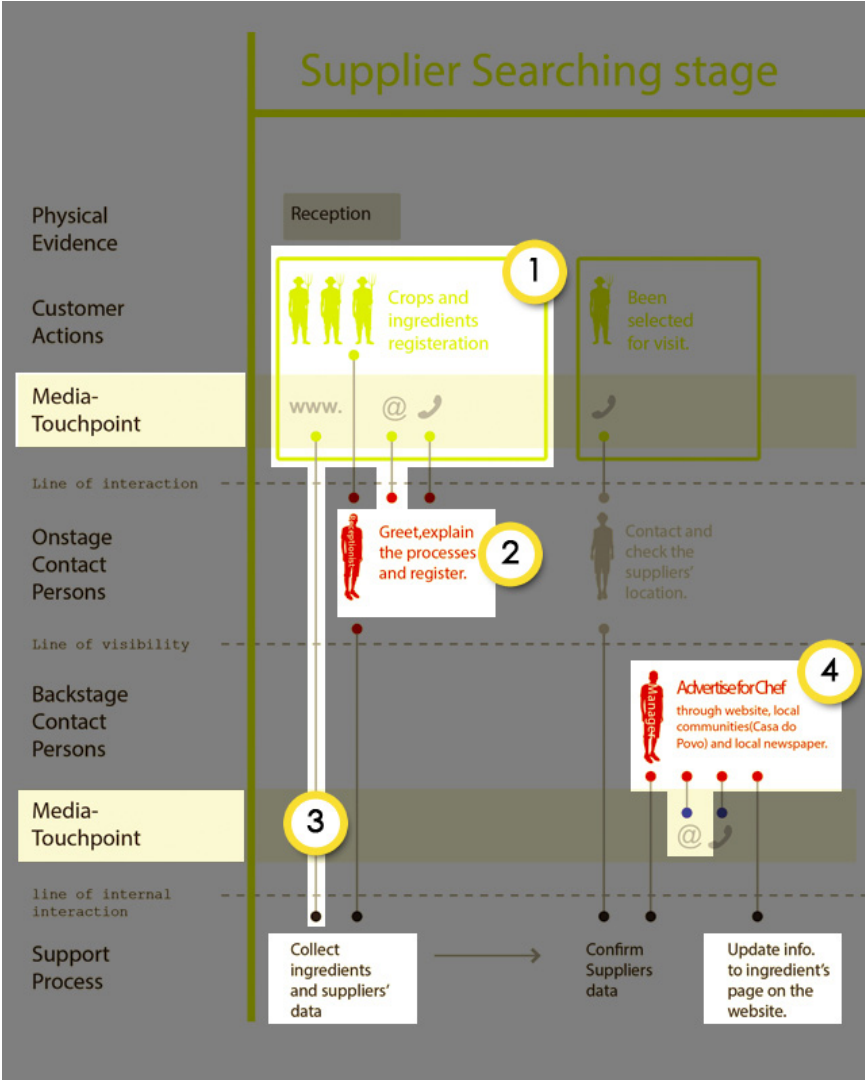 Supplier Searching stage
Physical
Evidence
Reception
1
Customer
Actions
Crops and
ingredients
registeration
Been
selected
for visit.
Media-
Touchpoint
www.
@
Line of interaction
Onstage
Contact
Persons
Receptionist
Greet,explain
the processes
and register.
2
Contact and
check the
suppliers'
location.
Line of visibility
Backstage
Contact
Persons
Manager
AdvertiseforChef
through website, local
communities(Casa do
Povo) and local newspaper.
4
Media-
Touchpoint
3
@
line of internal
interaction
Support
Process
Collect
ingredients
and suppliers'
data
Confirm
Suppliers
data
Update info.
to ingredient's
page on the
website.